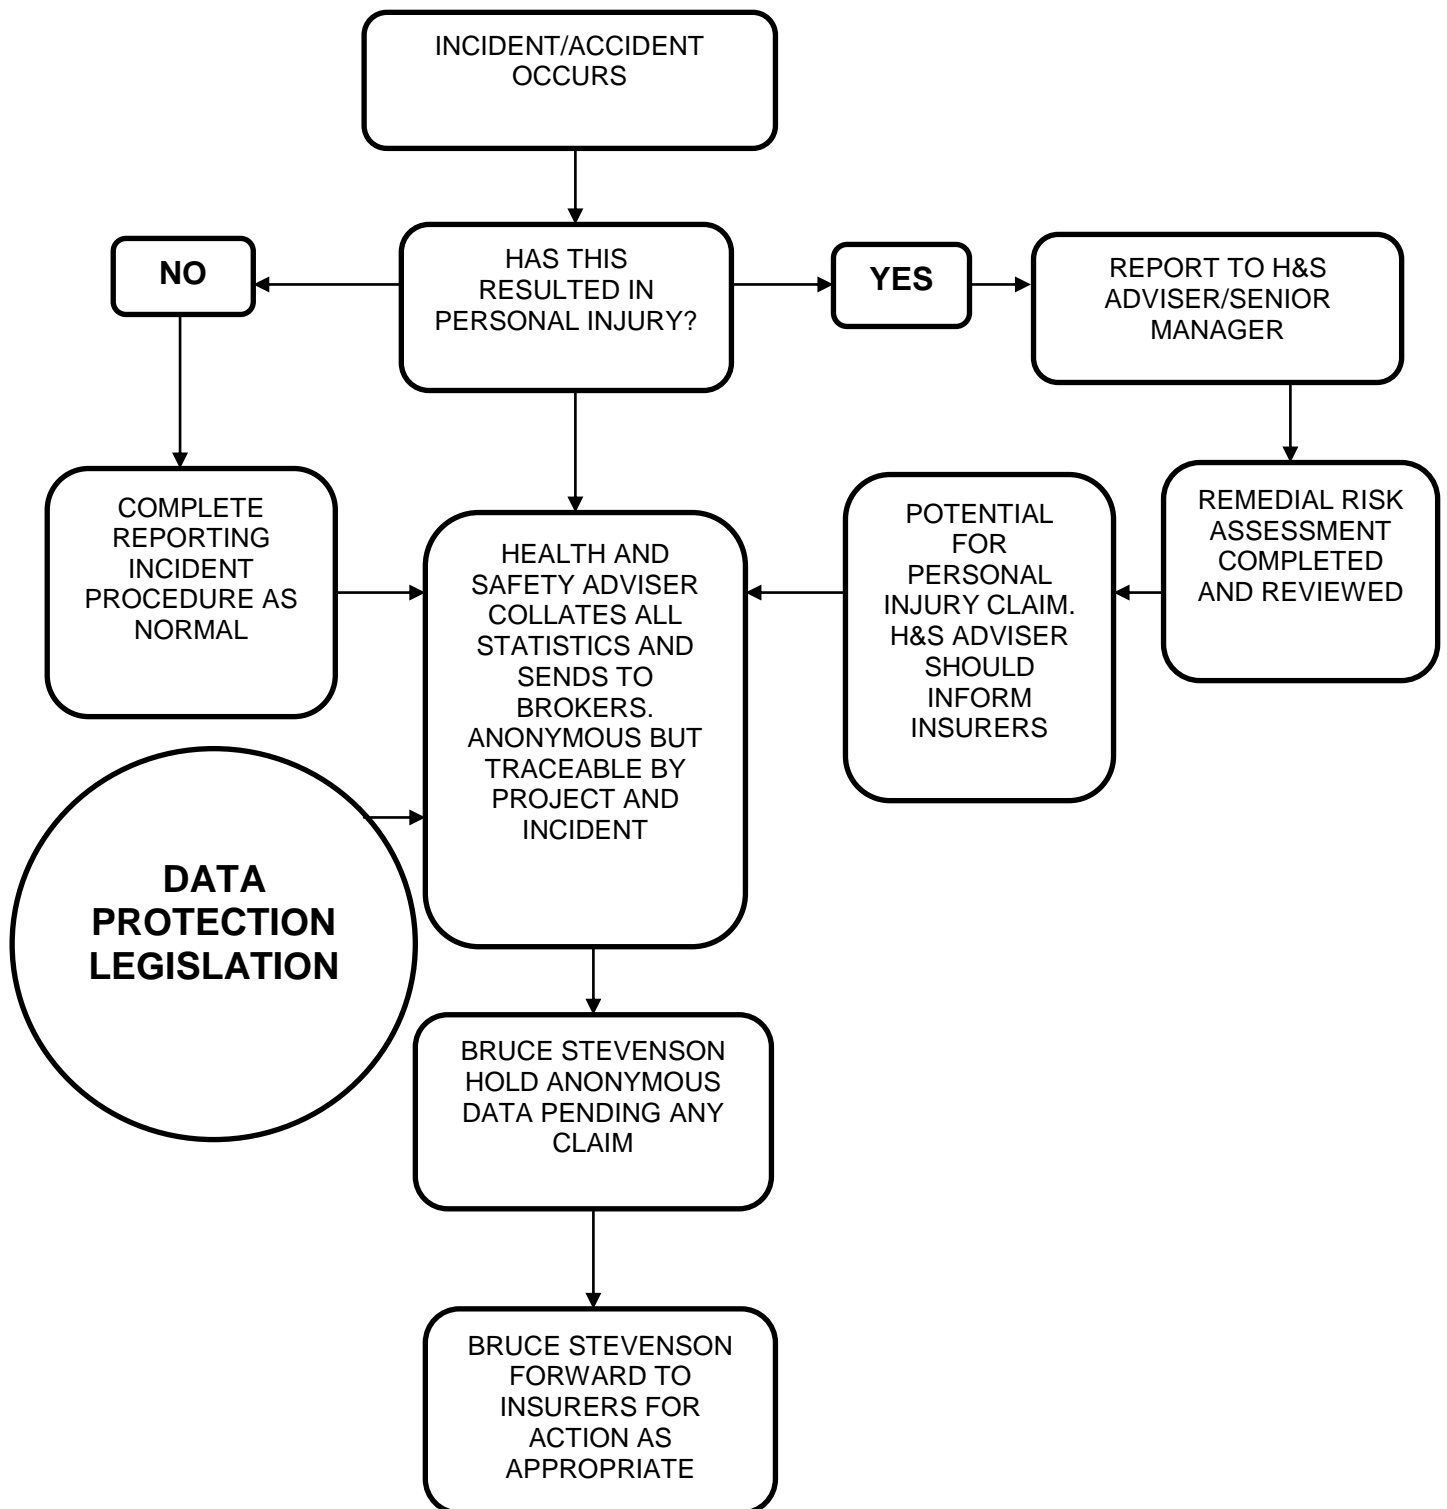 INCIDENT/ACCIDENT
OCCURS
NO
HAS THIS
RESULTED IN
PERSONAL INJURY?
YES
REPORT TO H&S
ADVISER/SENIOR
MANAGER
COMPLETE
REPORTING
INCIDENT
PROCEDURE AS
NORMAL
HEALTH AND
SAFETY ADVISER
COLLATES ALL
STATISTICS AND
SENDS TO
BROKERS.
ANONYMOUS BUT
TRACEABLE BY
PROJECT AND
INCIDENT
POTENTIAL
FOR
PERSONAL
INJURY CLAIM.
H&S ADVISER
SHOULD
INFORM
INSURERS
REMEDIAL RISK
ASSESSMENT
COMPLETED
AND REVIEWED
DATA
PROTECTION
LEGISLATION
BRUCE STEVENSON
HOLD ANONYMOUS
DATA PENDING ANY
CLAIM
BRUCE STEVENSON
FORWARD TO
INSURERS FOR
ACTION AS
APPROPRIATE